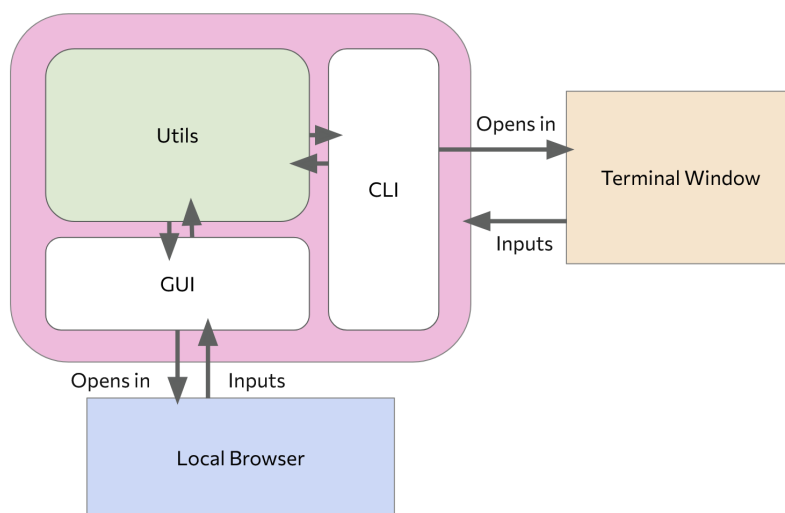 Utils
CLI
Opens in
Terminal Window
Inputs
GUI
Opens in
Inputs
Local Browser